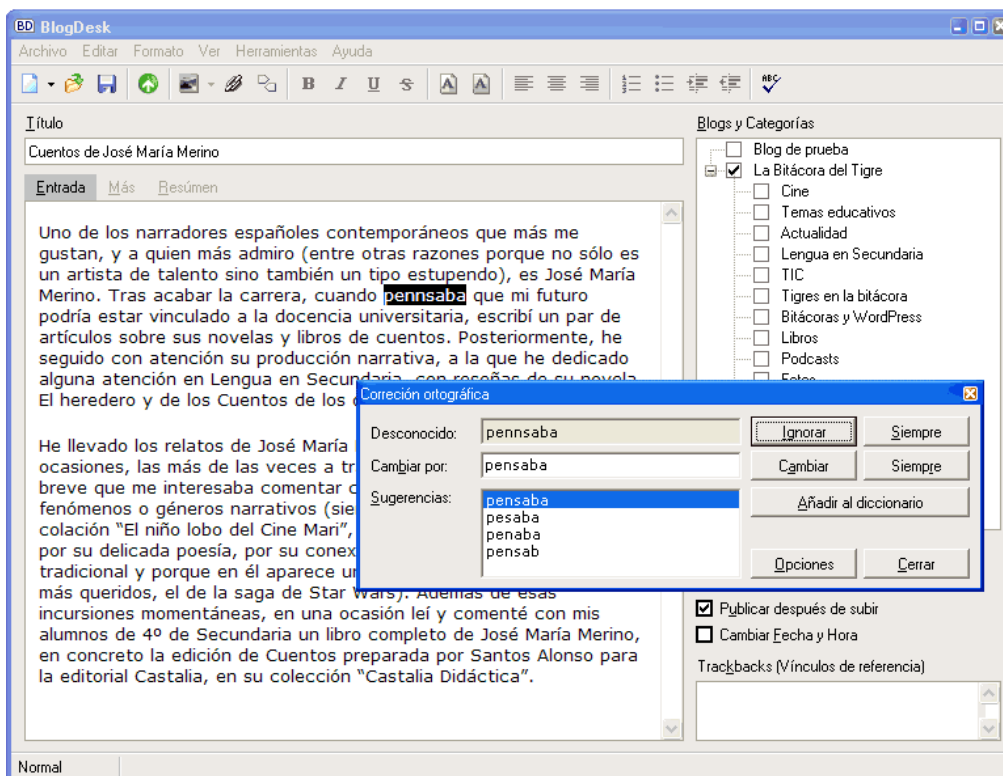 BD BlogDesk
Archivo Editar Formato Ver Herramientas Ayuda
B I U S A A ABC
Título
Cuentos de José María Merino
Entrada Más Resúmen
Uno de los narradores españoles contemporáneos que más me
gustan, y a quien más admiro (entre otras razones porque no sólo es
un artista de talento sino también un tipo estupendo), es José María
Merino. Tras acabar la carrera, cuando pennsaba que mi futuro
podría estar vinculado a la docencia universitaria, escribí un par de
artículos sobre sus novelas y libros de cuentos. Posteriormente, he
seguido con atención su producción narrativa, a la que he dedicado
alguna atención en Lengua en Secundaria, con reseñas de su novela
El heredero y de los Cuentos de los
He llevado los relatos de José María
ocasiones, las más de las veces a
breve que me interesaba comentar
fenómenos o géneros narrativos
colación “El niño lobo del Cine Mari”,
por su delicada poesía, por su
tradicional y porque en él aparece
más queridos, el de la saga de Star Wars). Además de esas
incursiones momentáneas, en una ocasión leí y comenté con mis
alumnos de 4º de Secundaria un libro completo de José María Merino,
en concreto la edición de Cuentos preparada por Santos Alonso para
la editorial Castalia, en su colección “Castalia Didáctica”.
Blogs y Categorías
Blog de prueba
La Bitácora del Tigre
Cine
Temas educativos
Actualidad
Lengua en Secundaria
TIC
Tigres en la bitácora
Bitácoras y WordPress
Libros
Podcasts
Fotos
Correción ortográfica
Desconocido: pennsaba Ignorar Siempre
Cambiar por: pensaba Cambiar Siempre
Sugerencias: pensaba Añadir al diccionario
pesaba
penaba
pensab
Opciones Cerrar
Publicar después de subir
Cambiar Fecha y Hora
Trackbacks (Vínculos de referencia)
Normal